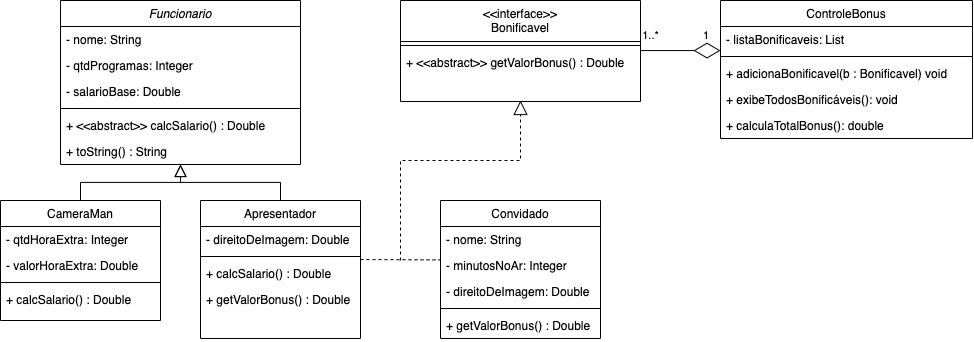 Funcionario
- nome: String
- qtdProgramas: Integer
- salarioBase: Double
+ <<abstract>> calcSalario() : Double
+ toString() : String
<<interface>>
Bonificavel
+ <<abstract>> getValorBonus() : Double
1..*
1
ControleBonus
- listaBonificaveis: List
+ adicionaBonificavel(b : Bonificavel) void
+ exibeTodosBonificáveis(): void
+ calculaTotalBonus(): double
CameraMan
- qtdHoraExtra: Integer
- valorHoraExtra: Double
+ calcSalario() : Double
Apresentador
- direitoDeImagem: Double
+ calcSalario() : Double
+ getValorBonus() : Double
Convidado
- nome: String
- minutosNoAr: Integer
- direitoDeImagem: Double
+ getValorBonus() : Double